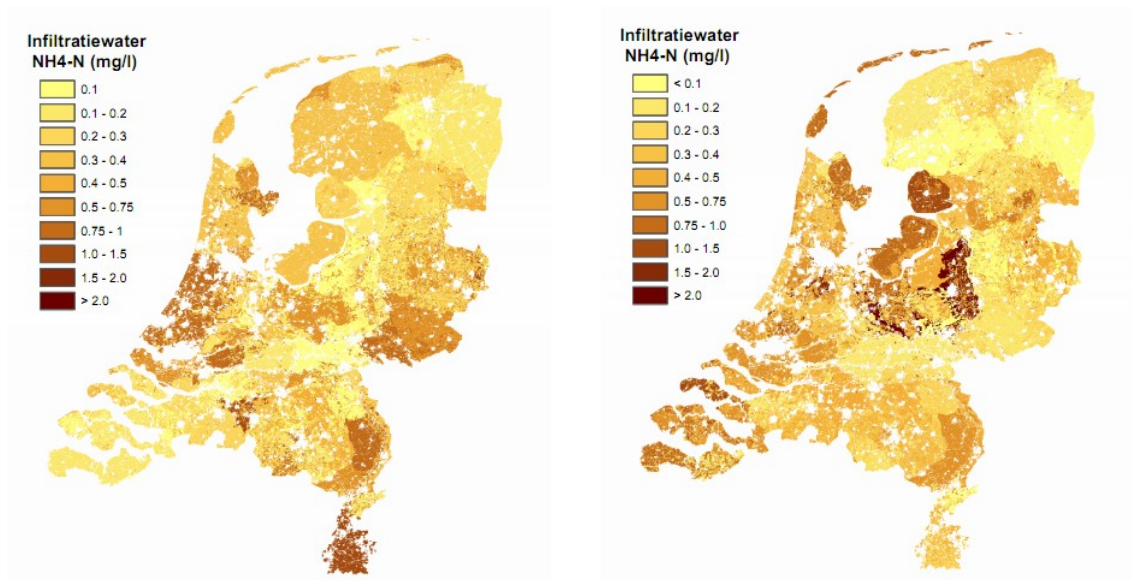 Infiltratiewater
NH4-N (mg/l)
0.1
0.1 - 0.2
0.2 - 0.3
0.3 - 0.4
0.4 - 0.5
0.5 - 0.75
0.75 - 1
1.0 - 1.5
1.5 - 2.0
> 2.0
Infiltratiewater
NH4-N (mg/l)
< 0.1
0.1 - 0.2
0.2 - 0.3
0.3 - 0.4
0.4 - 0.5
0.5 - 0.75
0.75 - 1.0
1.0 - 1.5
1.5 - 2.0
> 2.0